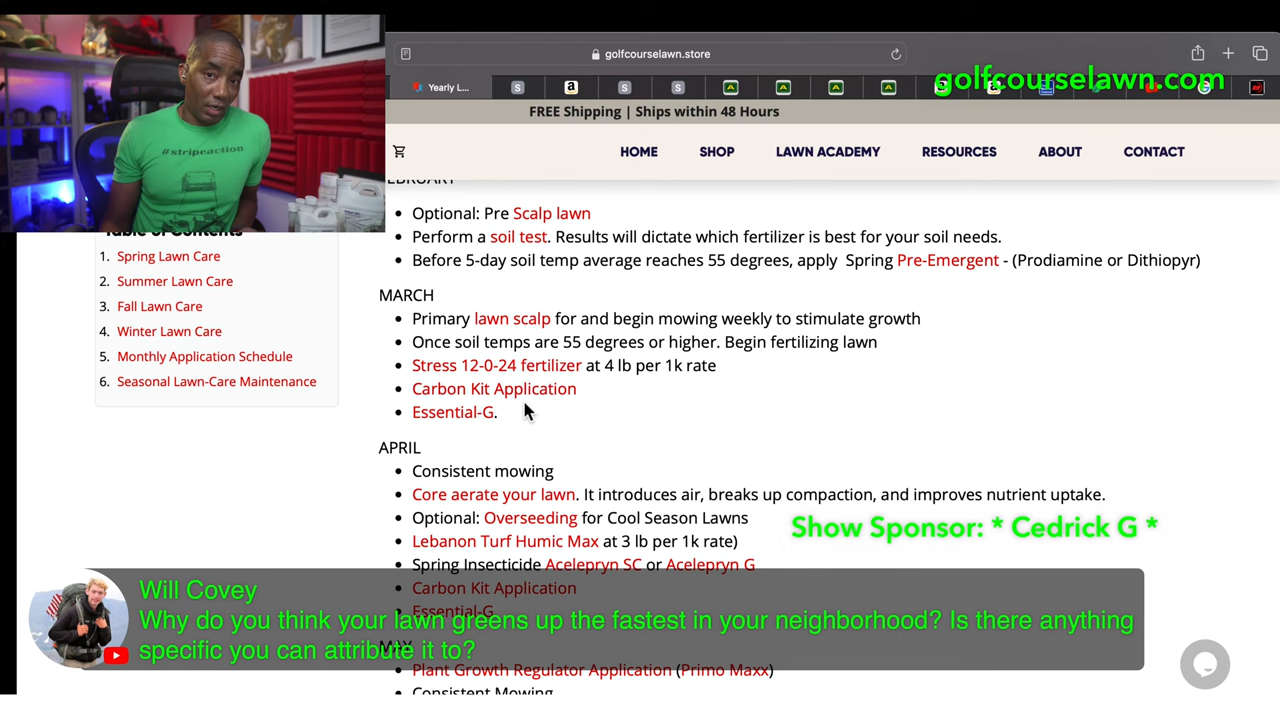 #stripeaction
golfcourselawn.store
Yearly L...
golfcourselawn.com
FREE Shipping | Ships within 48 Hours
HOME SHOP LAWN ACADEMY RESOURCES ABOUT CONTACT
Table of Contents
1. Spring Lawn Care
2. Summer Lawn Care
3. Fall Lawn Care
4. Winter Lawn Care
5. Monthly Application Schedule
6. Seasonal Lawn-Care Maintenance
FEBRUARY
Optional: Pre Scalp lawn
Perform a soil test. Results will dictate which fertilizer is best for your soil needs.
Before 5-day soil temp average reaches 55 degrees, apply Spring Pre-Emergent - (Prodiamine or Dithiopyr)
MARCH
Primary lawn scalp for and begin mowing weekly to stimulate growth
Once soil temps are 55 degrees or higher. Begin fertilizing lawn
Stress 12-0-24 fertilizer at 4 lb per 1k rate
Carbon Kit Application
Essential-G.
APRIL
Consistent mowing
Core aerate your lawn. It introduces air, breaks up compaction, and improves nutrient uptake.
Optional: Overseeding for Cool Season Lawns
Lebanon Turf Humic Max at 3 lb per 1k rate)
Spring Insecticide Acelepryn SC or Acelepryn G
Carbon Kit Application
Essential-G
MAY
Plant Growth Regulator Application (Primo Maxx)
Consistent Mowing
Show Sponsor: * Cedrick G *
Will Covey
Why do you think your lawn greens up the fastest in your neighborhood? Is there anything
specific you can attribute it to?